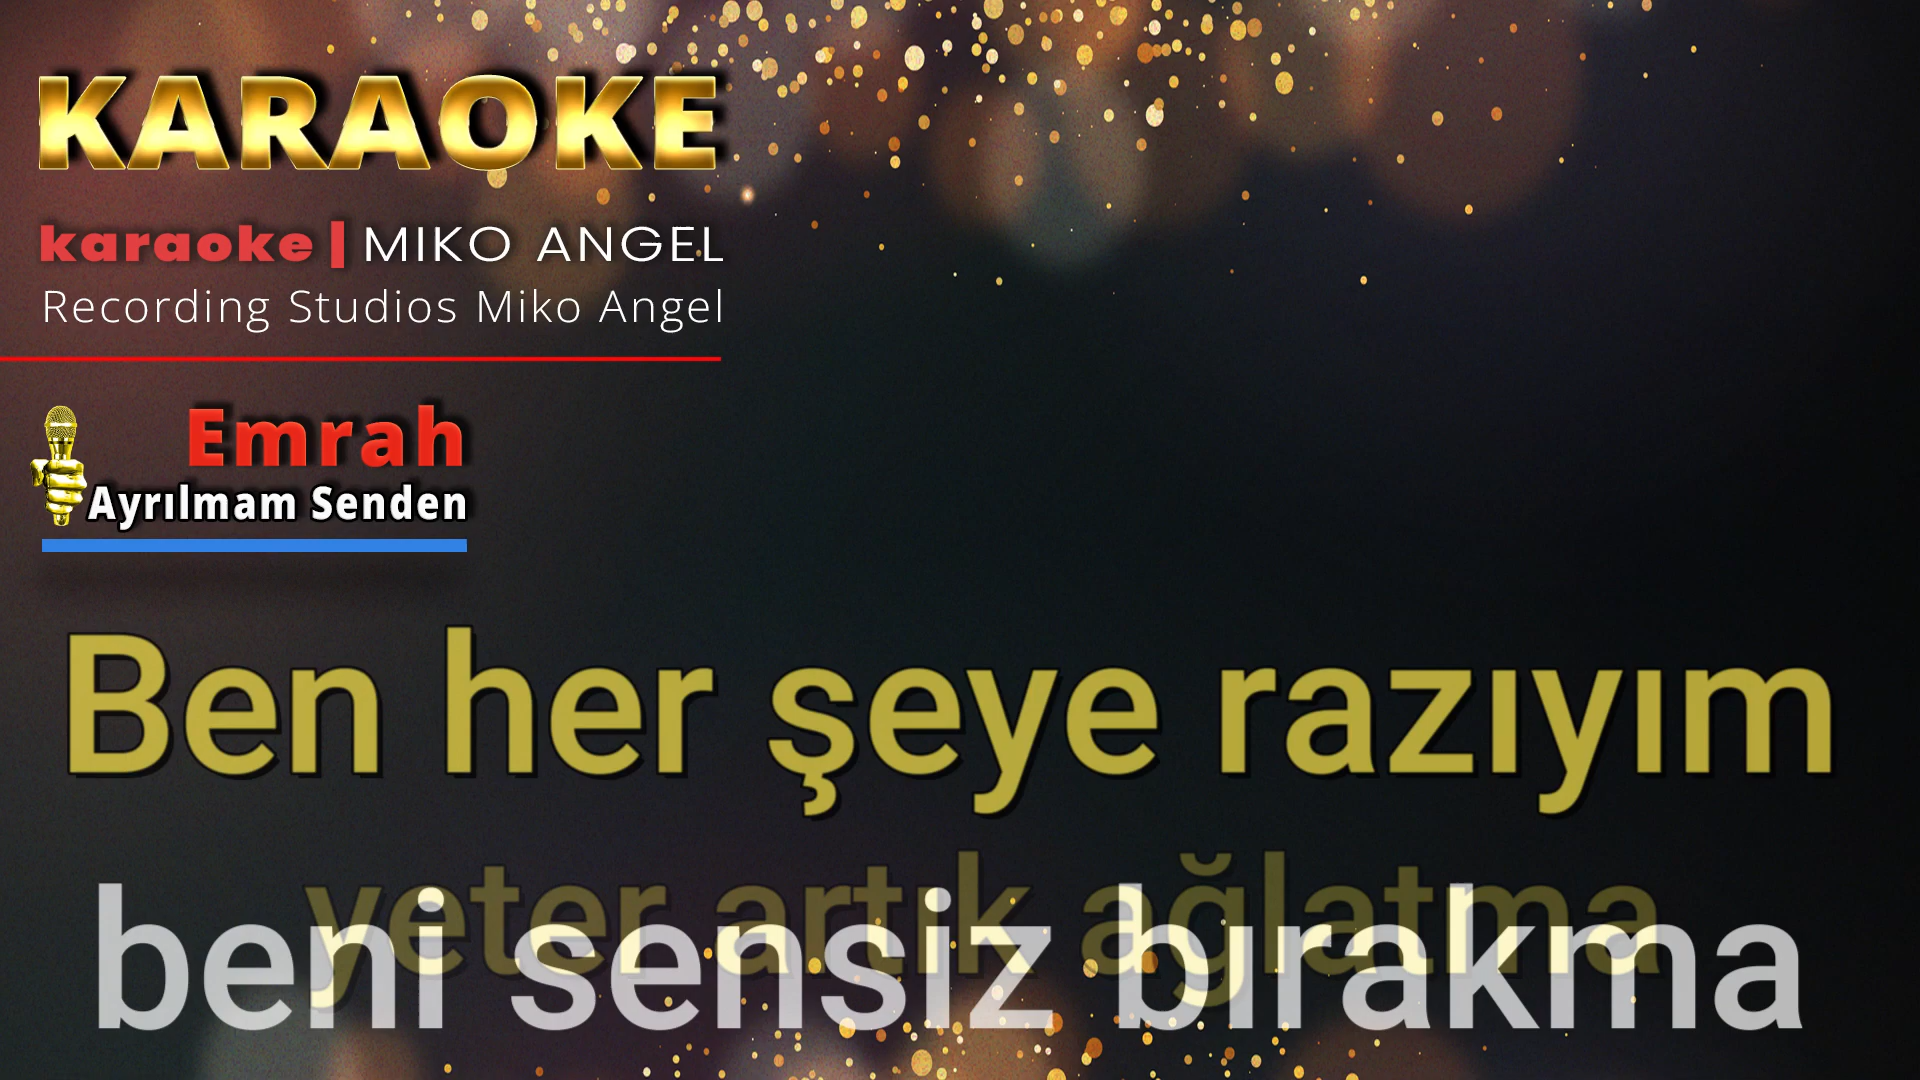 KARAOKE
karaoke| MIKO ANGEL
Recording Studios Miko Angel
Emrah
Ayrılmam Senden
Ben her şeye razıyım
yeter artık ağlatma
beni sensiz bırakma